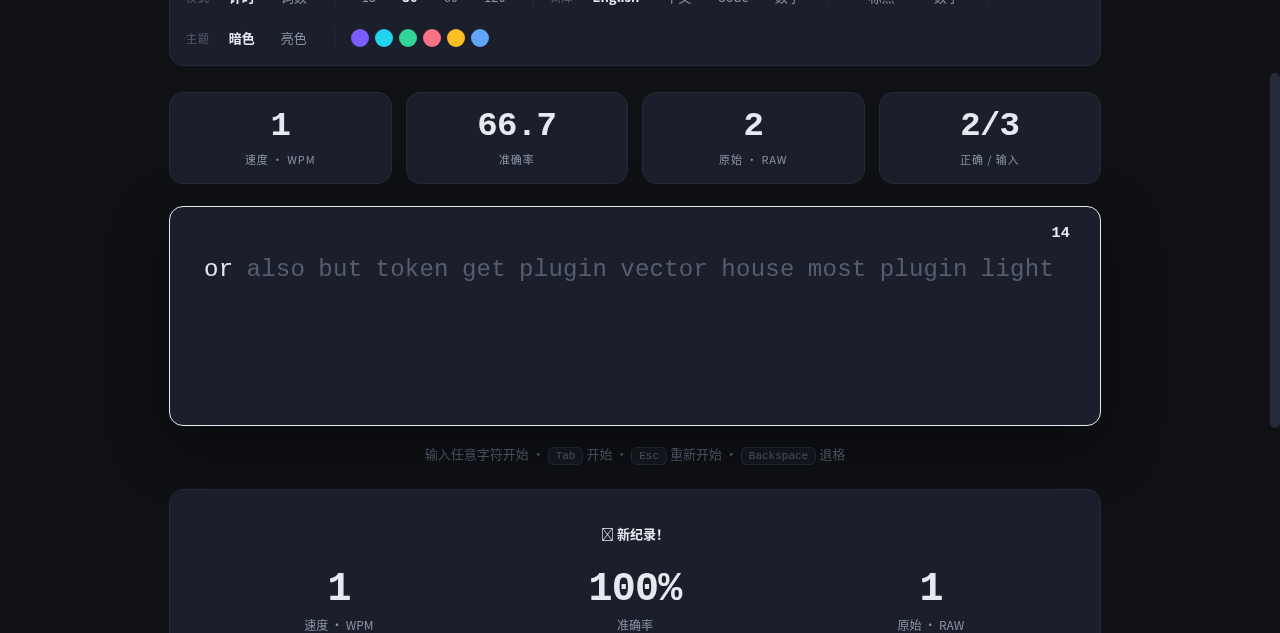 主题 暗色 亮色
1 66.7 2 2/3
速度 · WPM 准确率 原始 · RAW 正确 / 输入
14
or also but token get plugin vector house most plugin light
输入任意字符开始 · Tab 开始 · Esc 重新开始 · Backspace 退格
新纪录!
1 100% 1
速度 · WPM 准确率 原始 · RAW